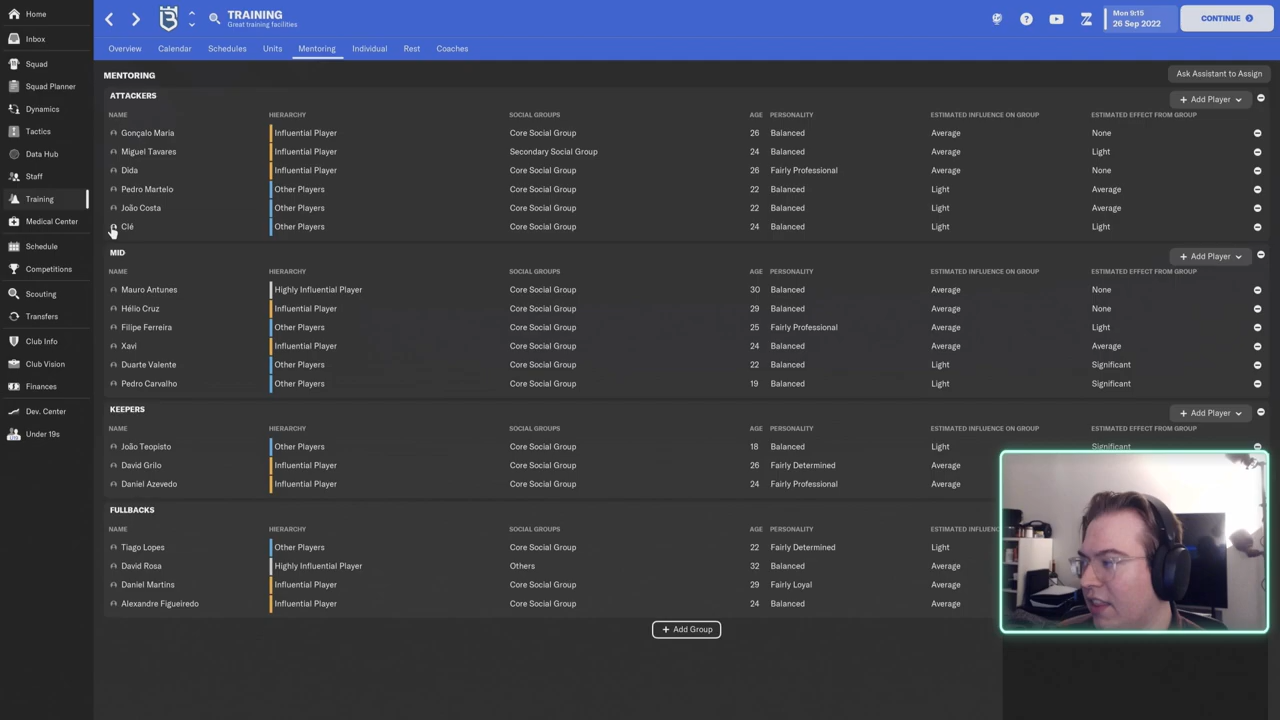 Home
TRAINING
Great training facilities
Mon 9:15
26 Sep 2022
CONTINUE
Inbox
Squad
Squad Planner
Dynamics
Tactics
Data Hub
Staff
Training
Medical Center
Schedule
Competitions
Scouting
Transfers
Club Info
Club Vision
Finances
Dev. Center
Under 19s
Overview Calendar Schedules Units Mentoring Individual Rest Coaches
MENTORING
Ask Assistant to Assign
ATTACKERS
+ Add Player
NAME HIERARCHY SOCIAL GROUPS AGE PERSONALITY ESTIMATED INFLUENCE ON GROUP ESTIMATED EFFECT FROM GROUP
Gonçalo Maria Influential Player Core Social Group 26 Balanced Average None
Miguel Tavares Influential Player Secondary Social Group 24 Balanced Average Light
Dida Influential Player Core Social Group 26 Fairly Professional Average None
Pedro Martelo Other Players Core Social Group 22 Balanced Light Average
João Costa Other Players Core Social Group 22 Balanced Light Average
Clé Other Players Core Social Group 24 Balanced Light Light
MID
+ Add Player
NAME HIERARCHY SOCIAL GROUPS AGE PERSONALITY ESTIMATED INFLUENCE ON GROUP ESTIMATED EFFECT FROM GROUP
Mauro Antunes Highly Influential Player Core Social Group 30 Balanced Average None
Hélio Cruz Influential Player Core Social Group 29 Balanced Average None
Filipe Ferreira Other Players Core Social Group 25 Fairly Professional Average Light
Xavi Influential Player Core Social Group 24 Balanced Average Average
Duarte Valente Other Players Core Social Group 22 Balanced Light Significant
Pedro Carvalho Other Players Core Social Group 19 Balanced Light Significant
KEEPERS
+ Add Player
NAME HIERARCHY SOCIAL GROUPS AGE PERSONALITY ESTIMATED INFLUENCE ON GROUP ESTIMATED EFFECT FROM GROUP
João Teopisto Other Players Core Social Group 18 Balanced Light Significant
David Grilo Influential Player Core Social Group 26 Fairly Determined Average
Daniel Azevedo Influential Player Core Social Group 24 Fairly Professional Average
FULLBACKS
NAME HIERARCHY SOCIAL GROUPS AGE PERSONALITY ESTIMATED INFLUENC
Tiago Lopes Other Players Core Social Group 22 Fairly Determined Light
David Rosa Highly Influential Player Others 32 Balanced Average
Daniel Martins Influential Player Core Social Group 29 Fairly Loyal Average
Alexandre Figueiredo Influential Player Core Social Group 24 Balanced Average
+ Add Group